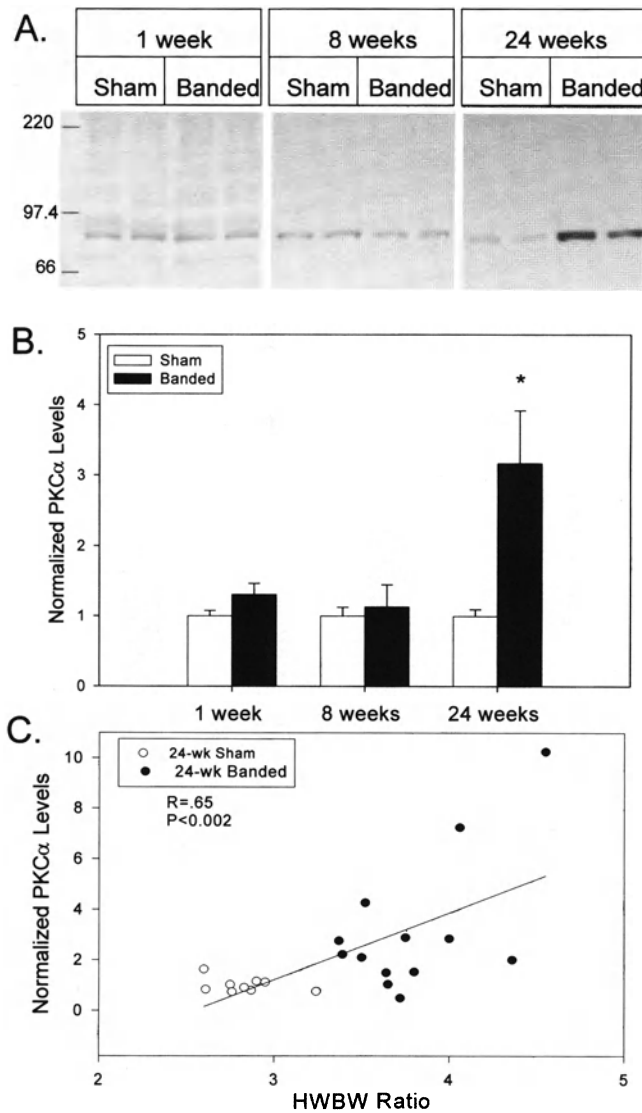 A.
1 week 8 weeks 24 weeks
Sham Banded Sham Banded Sham Banded
220
97.4
66
B.
5
Sham
Banded
*
4
3
2
1
0
Normalized PKCα Levels
1 week 8 weeks 24 weeks
C.
24-wk Sham
24-wk Banded
R=.65
P<0.002
10
8
6
4
2
0
Normalized PKCα Levels
2 3 4 5
HWBW Ratio